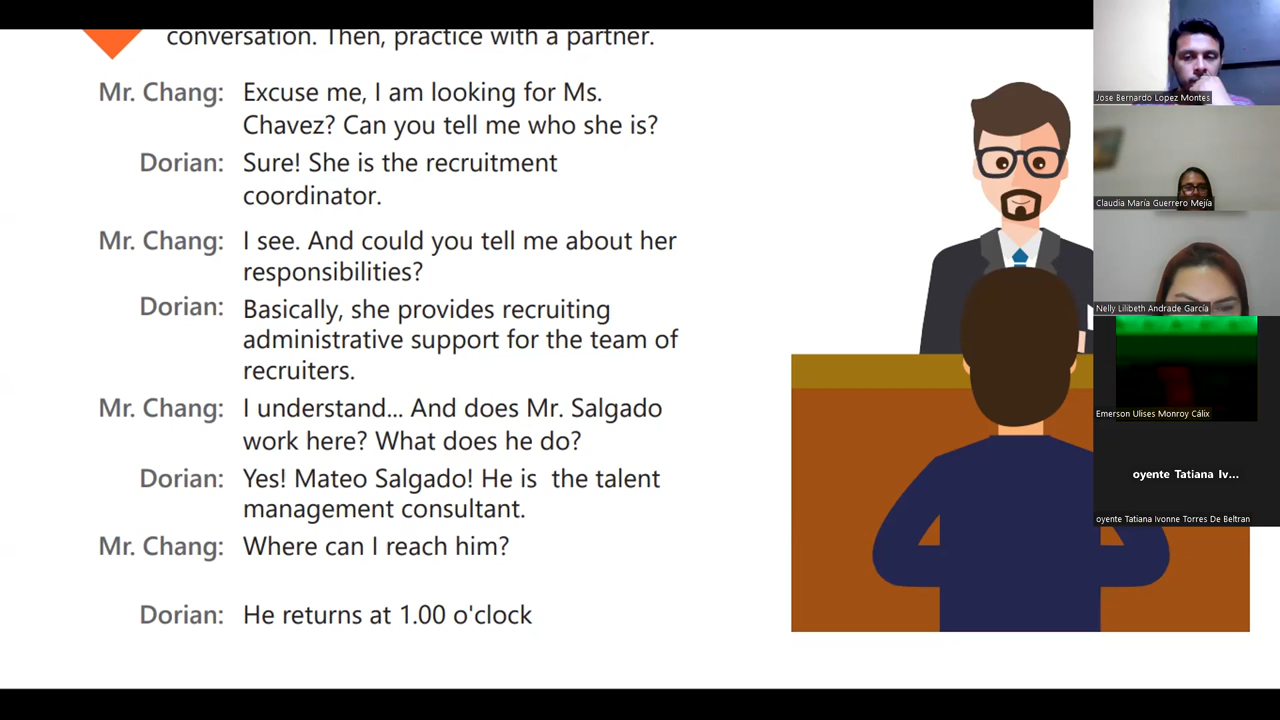 conversation. Then, practice with a partner.
Mr. Chang: Excuse me, I am looking for Ms.
Chavez? Can you tell me who she is?
Dorian: Sure! She is the recruitment
coordinator.
Mr. Chang: I see. And could you tell me about her
responsibilities?
Dorian: Basically, she provides recruiting
administrative support for the team of
recruiters.
Mr. Chang: I understand... And does Mr. Salgado
work here? What does he do?
Dorian: Yes! Mateo Salgado! He is the talent
management consultant.
Mr. Chang: Where can I reach him?
Dorian: He returns at 1.00 o'clock
Jose Bernardo Lopez Montes
Claudia María Guerrero Mejía
Nelly Lilibeth Andrade García
Emerson Ulises Monroy Cálix
oyente Tatiana Iv...
oyente Tatiana Ivonne Torres De Beltran